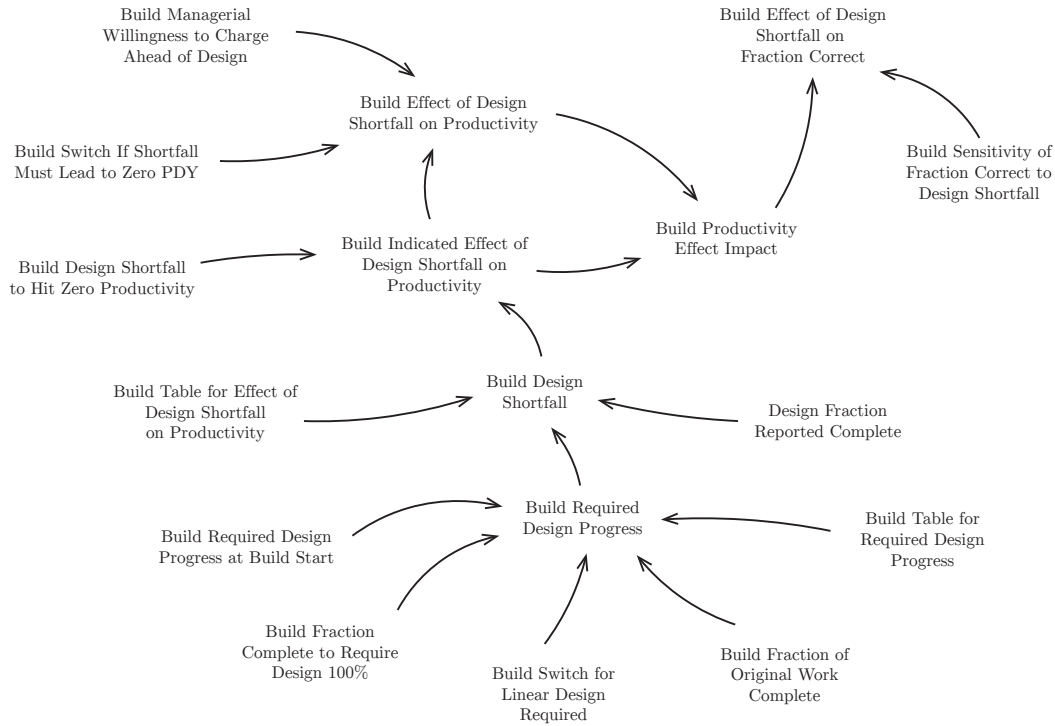 Build Managerial
Willingness to Charge
Ahead of Design
Build Effect of Design
Shortfall on
Fraction Correct
Build Effect of Design
Shortfall on Productivity
Build Switch If Shortfall
Must Lead to Zero PDY
Build Sensitivity of
Fraction Correct to
Design Shortfall
Build Productivity
Effect Impact
Build Indicated Effect of
Design Shortfall on
Productivity
Build Design Shortfall
to Hit Zero Productivity
Build Design
Shortfall
Build Table for Effect of
Design Shortfall
on Productivity
Design Fraction
Reported Complete
Build Required
Design Progress
Build Required Design
Progress at Build Start
Build Table for
Required Design
Progress
Build Fraction
Complete to Require
Design 100%
Build Switch for
Linear Design
Required
Build Fraction of
Original Work
Complete